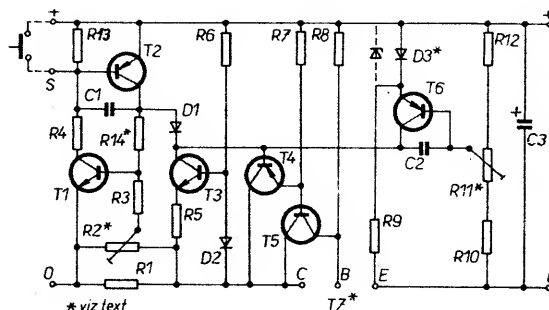 + +
R13 T2 R6 R7 R8 D3* R12
S T6
C1 D1 C3 +
R4 R14* T4 C2
T1 T3 R11*
R3 R5 T5 R9
R2* D2 R10
R1
O C B E
* viz text T7*